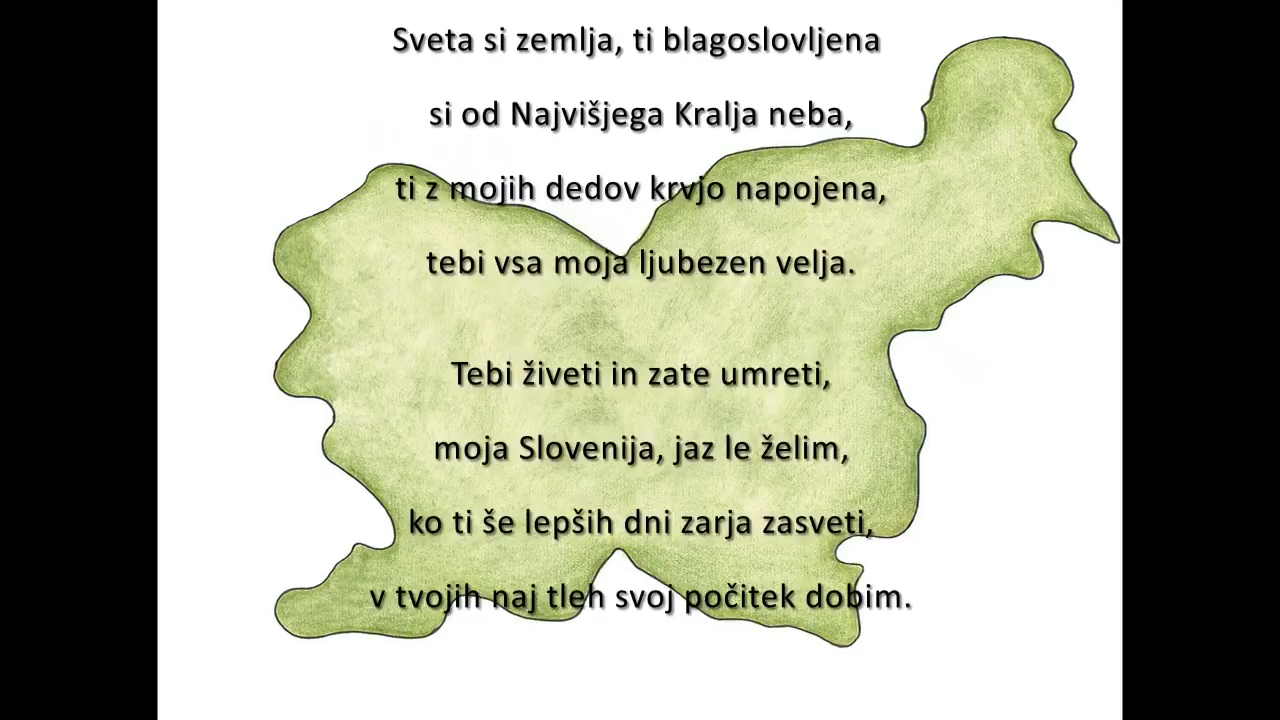 Sveta si zemlja, ti blagoslovljena
si od Najvišjega Kralja neba,
ti z mojih dedov krvjo napojena,
tebi vsa moja ljubezen velja.
Tebi živeti in zate umreti,
moja Slovenija, jaz le želim,
ko ti še lepših dni zarja zasveti,
v tvojih naj tleh svoj počitek dobim.